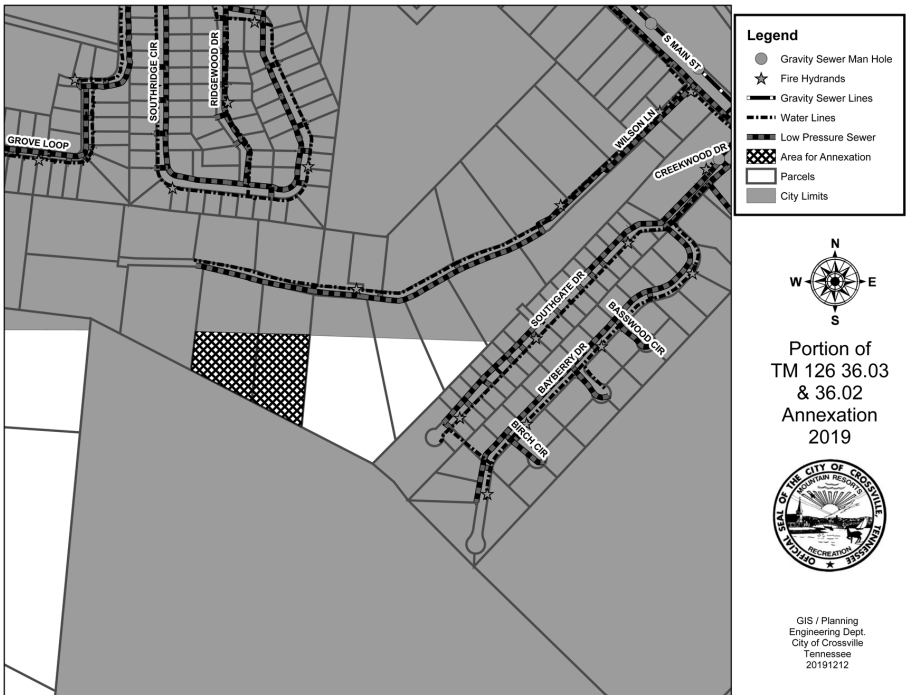 GROVE LOOP
SOUTHRIDGE CIR
RIDGEWOOD DR
S MAIN ST
WILSON LN
CREEKWOOD DR
SOUTHGATE DR
BASSWOOD CIR
BAYBERRY DR
BIRCH CIR
Legend
Gravity Sewer Man Hole
Fire Hydrands
Gravity Sewer Lines
Water Lines
Low Pressure Sewer
Area for Annexation
Parcels
City Limits
N
W
E
S
Portion of
TM 126 36.03
& 36.02
Annexation
2019
OFFICIAL SEAL OF THE CITY OF CROSSVILLE, TENNESSEE
MOUNTAIN RESORTS
RECREATION
GIS / Planning
Engineering Dept.
City of Crossville
Tennessee
20191212